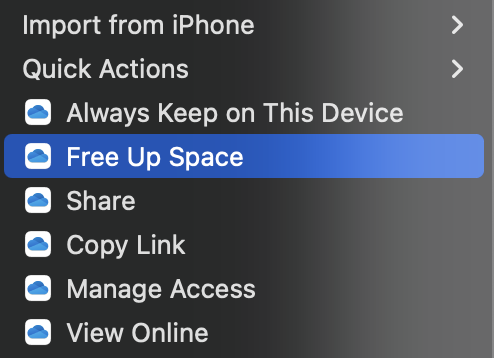 Import from iPhone
Quick Actions
Always Keep on This Device
Free Up Space
Share
Copy Link
Manage Access
View Online